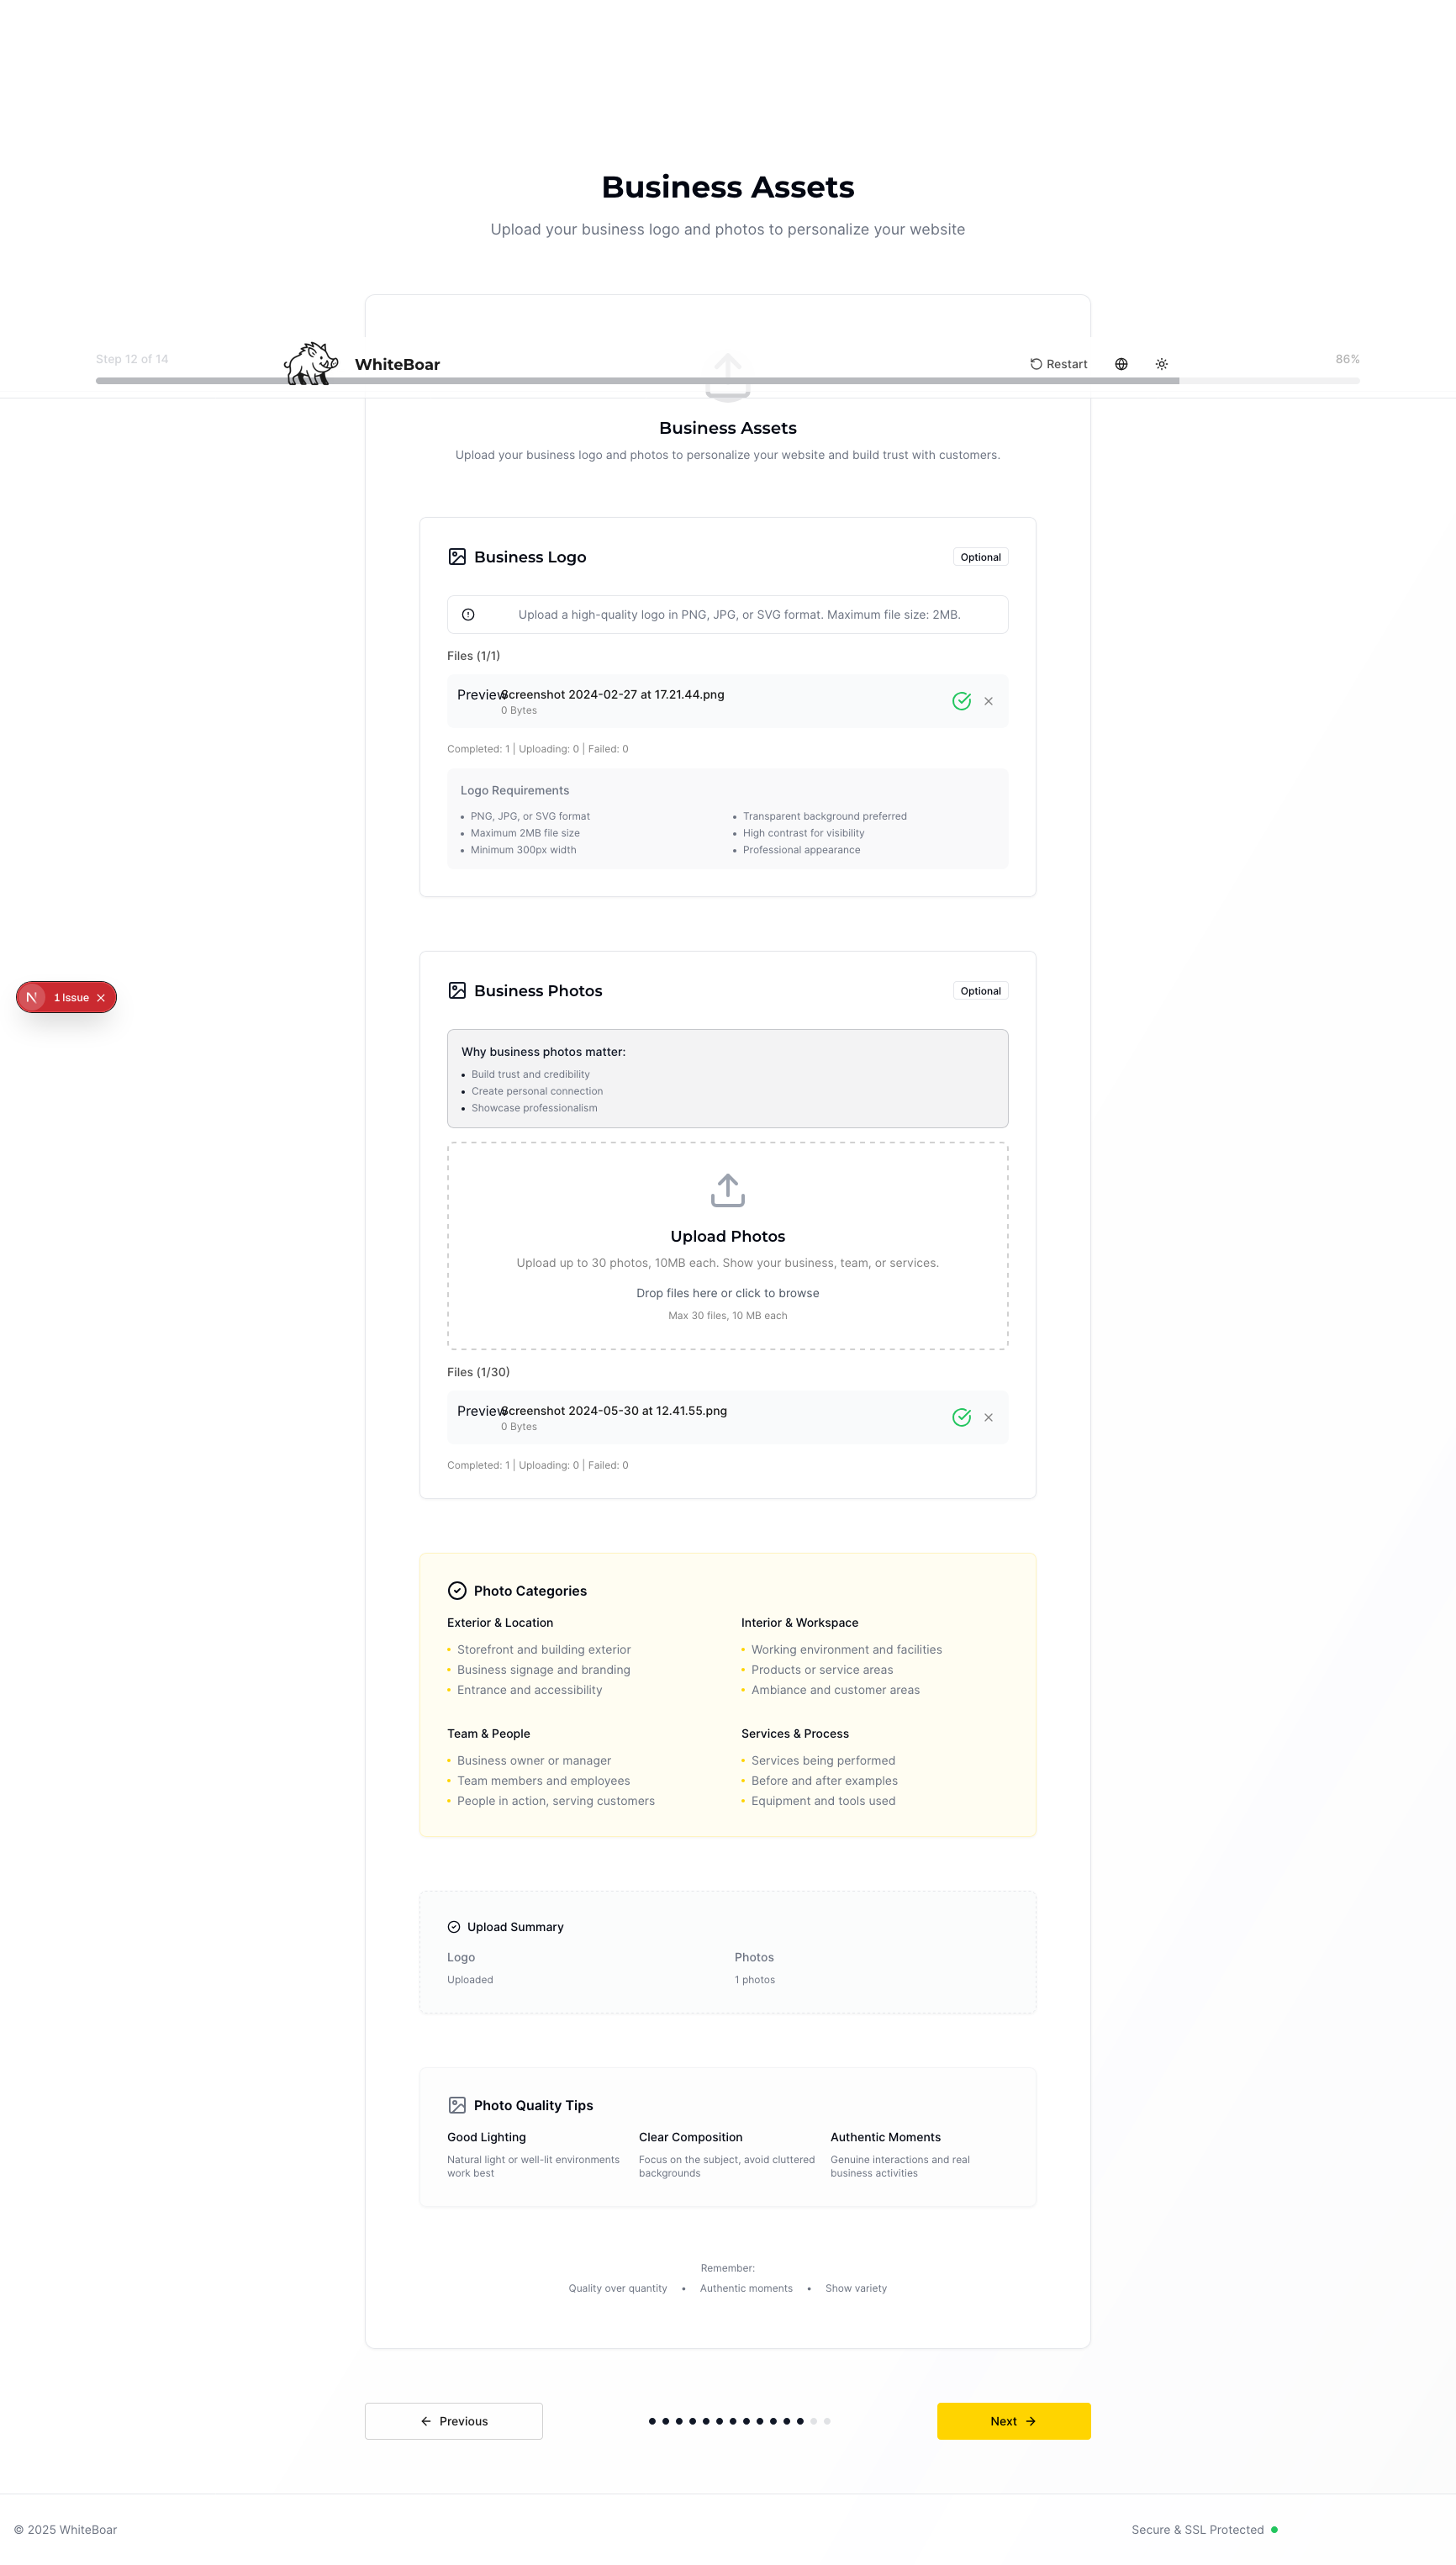 Business Assets
Upload your business logo and photos to personalize your website
Step 12 of 14
WhiteBoar
Restart
86%
Business Assets
Upload your business logo and photos to personalize your website and build trust with customers.
Business Logo
Optional
Upload a high-quality logo in PNG, JPG, or SVG format. Maximum file size: 2MB.
Files (1/1)
Preview
Screenshot 2024-02-27 at 17.21.44.png
0 Bytes
Completed: 1 | Uploading: 0 | Failed: 0
Logo Requirements
• PNG, JPG, or SVG format
• Maximum 2MB file size
• Minimum 300px width
• Transparent background preferred
• High contrast for visibility
• Professional appearance
N 1 Issue
Business Photos
Optional
Why business photos matter:
• Build trust and credibility
• Create personal connection
• Showcase professionalism
Upload Photos
Upload up to 30 photos, 10MB each. Show your business, team, or services.
Drop files here or click to browse
Max 30 files, 10 MB each
Files (1/30)
Preview
Screenshot 2024-05-30 at 12.41.55.png
0 Bytes
Completed: 1 | Uploading: 0 | Failed: 0
Photo Categories
Exterior & Location
• Storefront and building exterior
• Business signage and branding
• Entrance and accessibility
Interior & Workspace
• Working environment and facilities
• Products or service areas
• Ambiance and customer areas
Team & People
• Business owner or manager
• Team members and employees
• People in action, serving customers
Services & Process
• Services being performed
• Before and after examples
• Equipment and tools used
Upload Summary
Logo
Uploaded
Photos
1 photos
Photo Quality Tips
Good Lighting
Natural light or well-lit environments
work best
Clear Composition
Focus on the subject, avoid cluttered
backgrounds
Authentic Moments
Genuine interactions and real
business activities
Remember:
Quality over quantity • Authentic moments • Show variety
Previous
Next
© 2025 WhiteBoar
Secure & SSL Protected